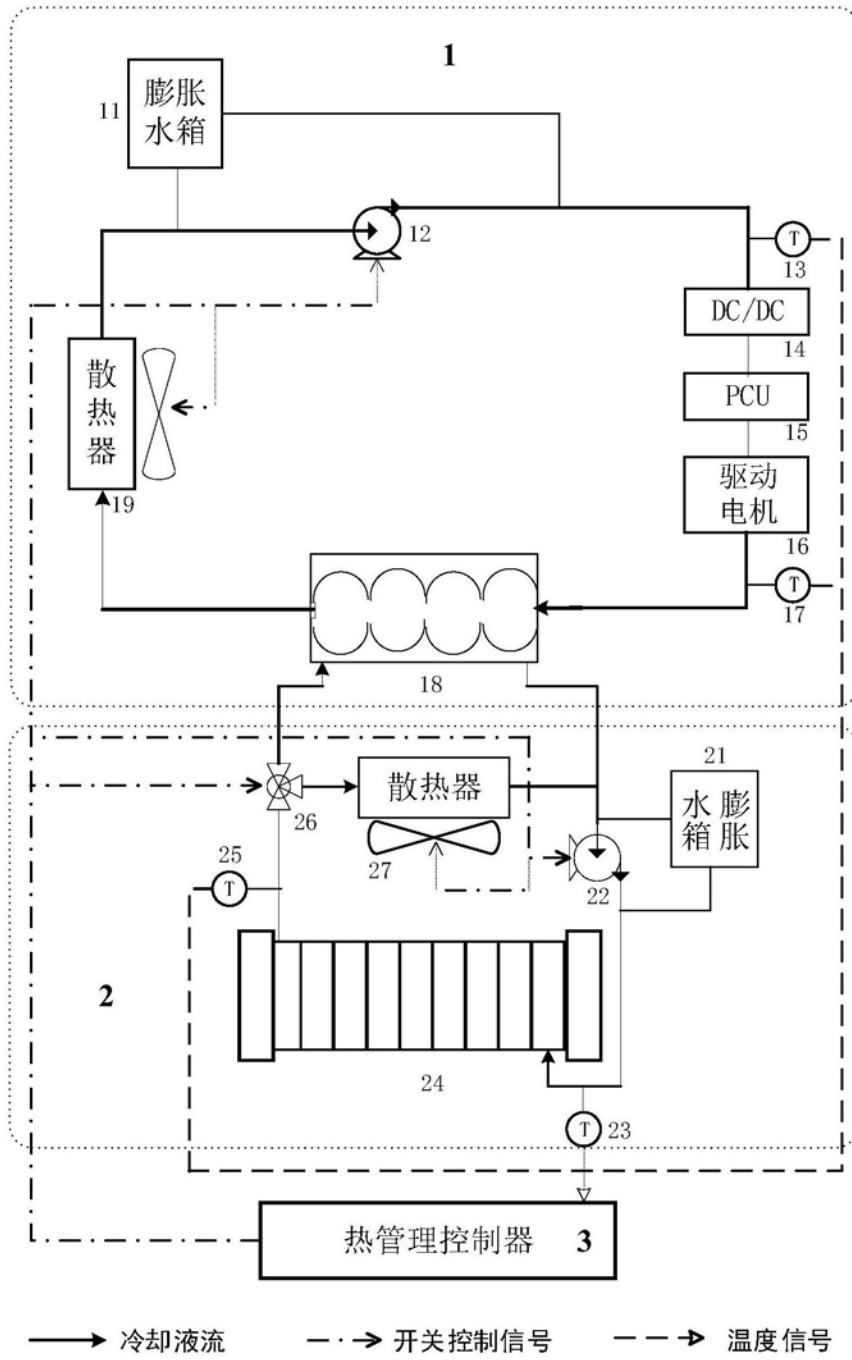 1
11
膨胀
水箱
12
T
13
DC/DC
14
PCU
15
驱动
电机
16
T
17
散
热
器
19
18
21
膨胀
水箱
散热器
26
27
22
25
T
2
24
T
23
热管理控制器 3
冷却液流 开关控制信号 温度信号